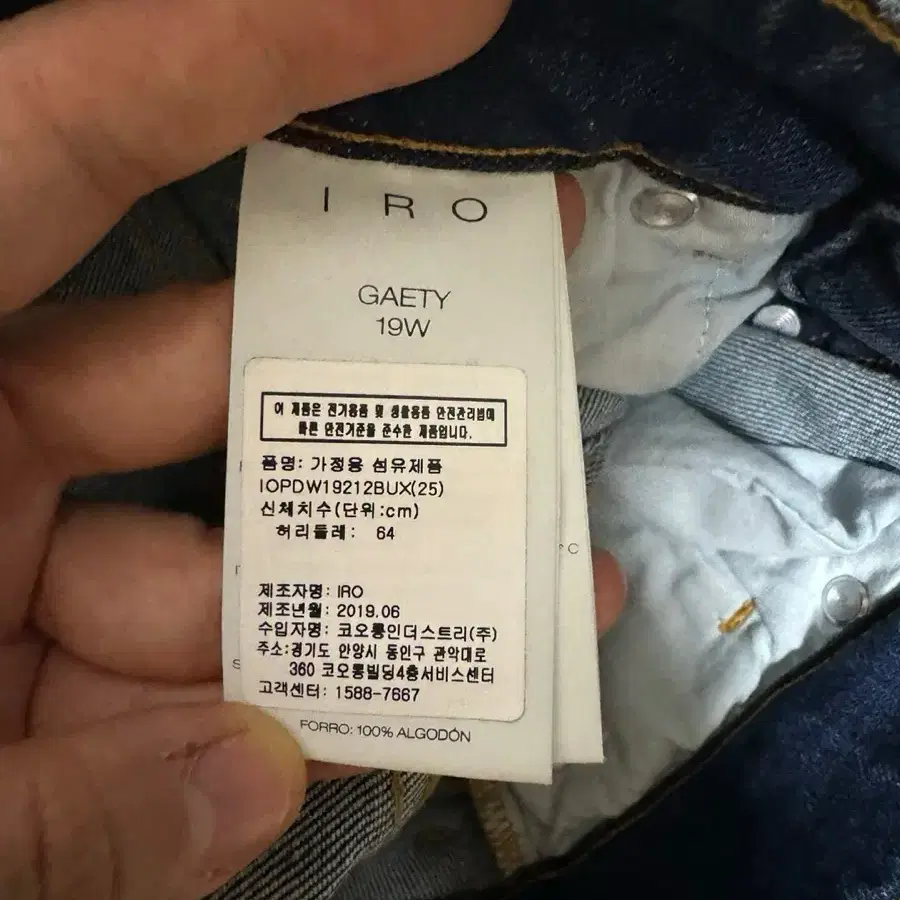 IRO
GAETY
19W
이 제품은 전기용품 및 생활용품 안전관리법에
따른 안전기준을 준수한 제품입니다.
품명: 가정용 섬유제품
IOPDW19212BUX(25)
신체치수(단위:cm)
허리둘레: 64
제조자명: IRO
제조년월: 2019.06
수입자명: 코오롱인더스트리(주)
주소:경기도 안양시 동안구 관악대로
360 코오롱빌딩4층서비스센터
고객센터: 1588-7667
FORRO: 100% ALGODÓN